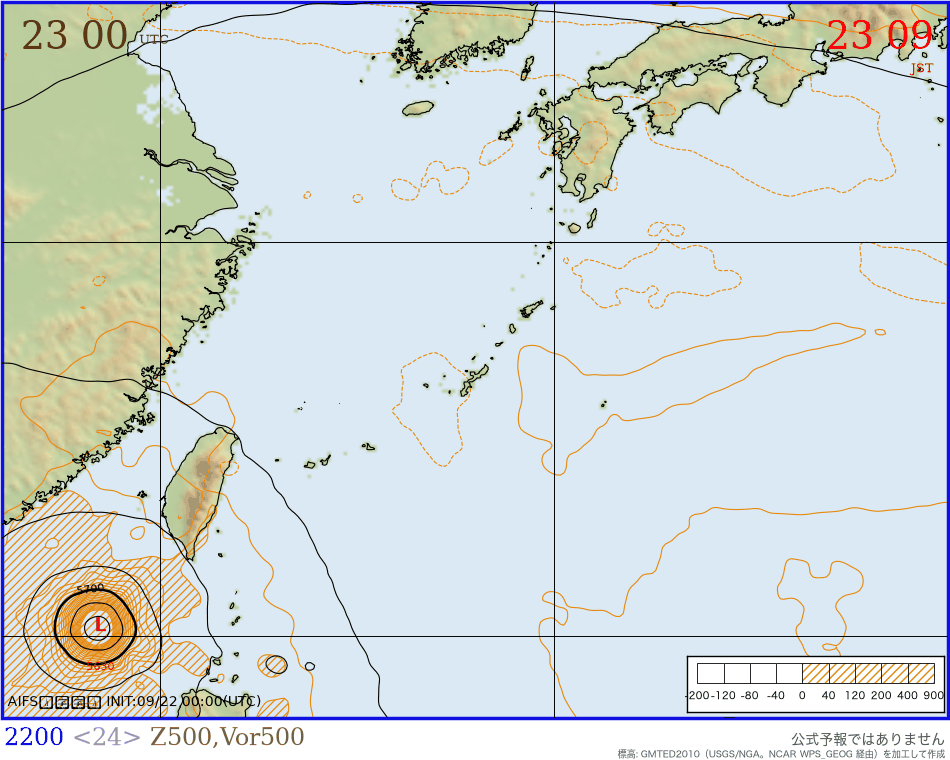 23 00 UTC
23 09
JST
5700
L
AIFS□□□□ INIT:09/22 00:00(UTC)
-200 -120 -80 -40 0 40 120 200 400 900
2200 <24> Z500,Vor500
公式予報ではありません
標高: GMTED2010（USGS/NGA。NCAR WPS_GEOG 経由）を加工して作成